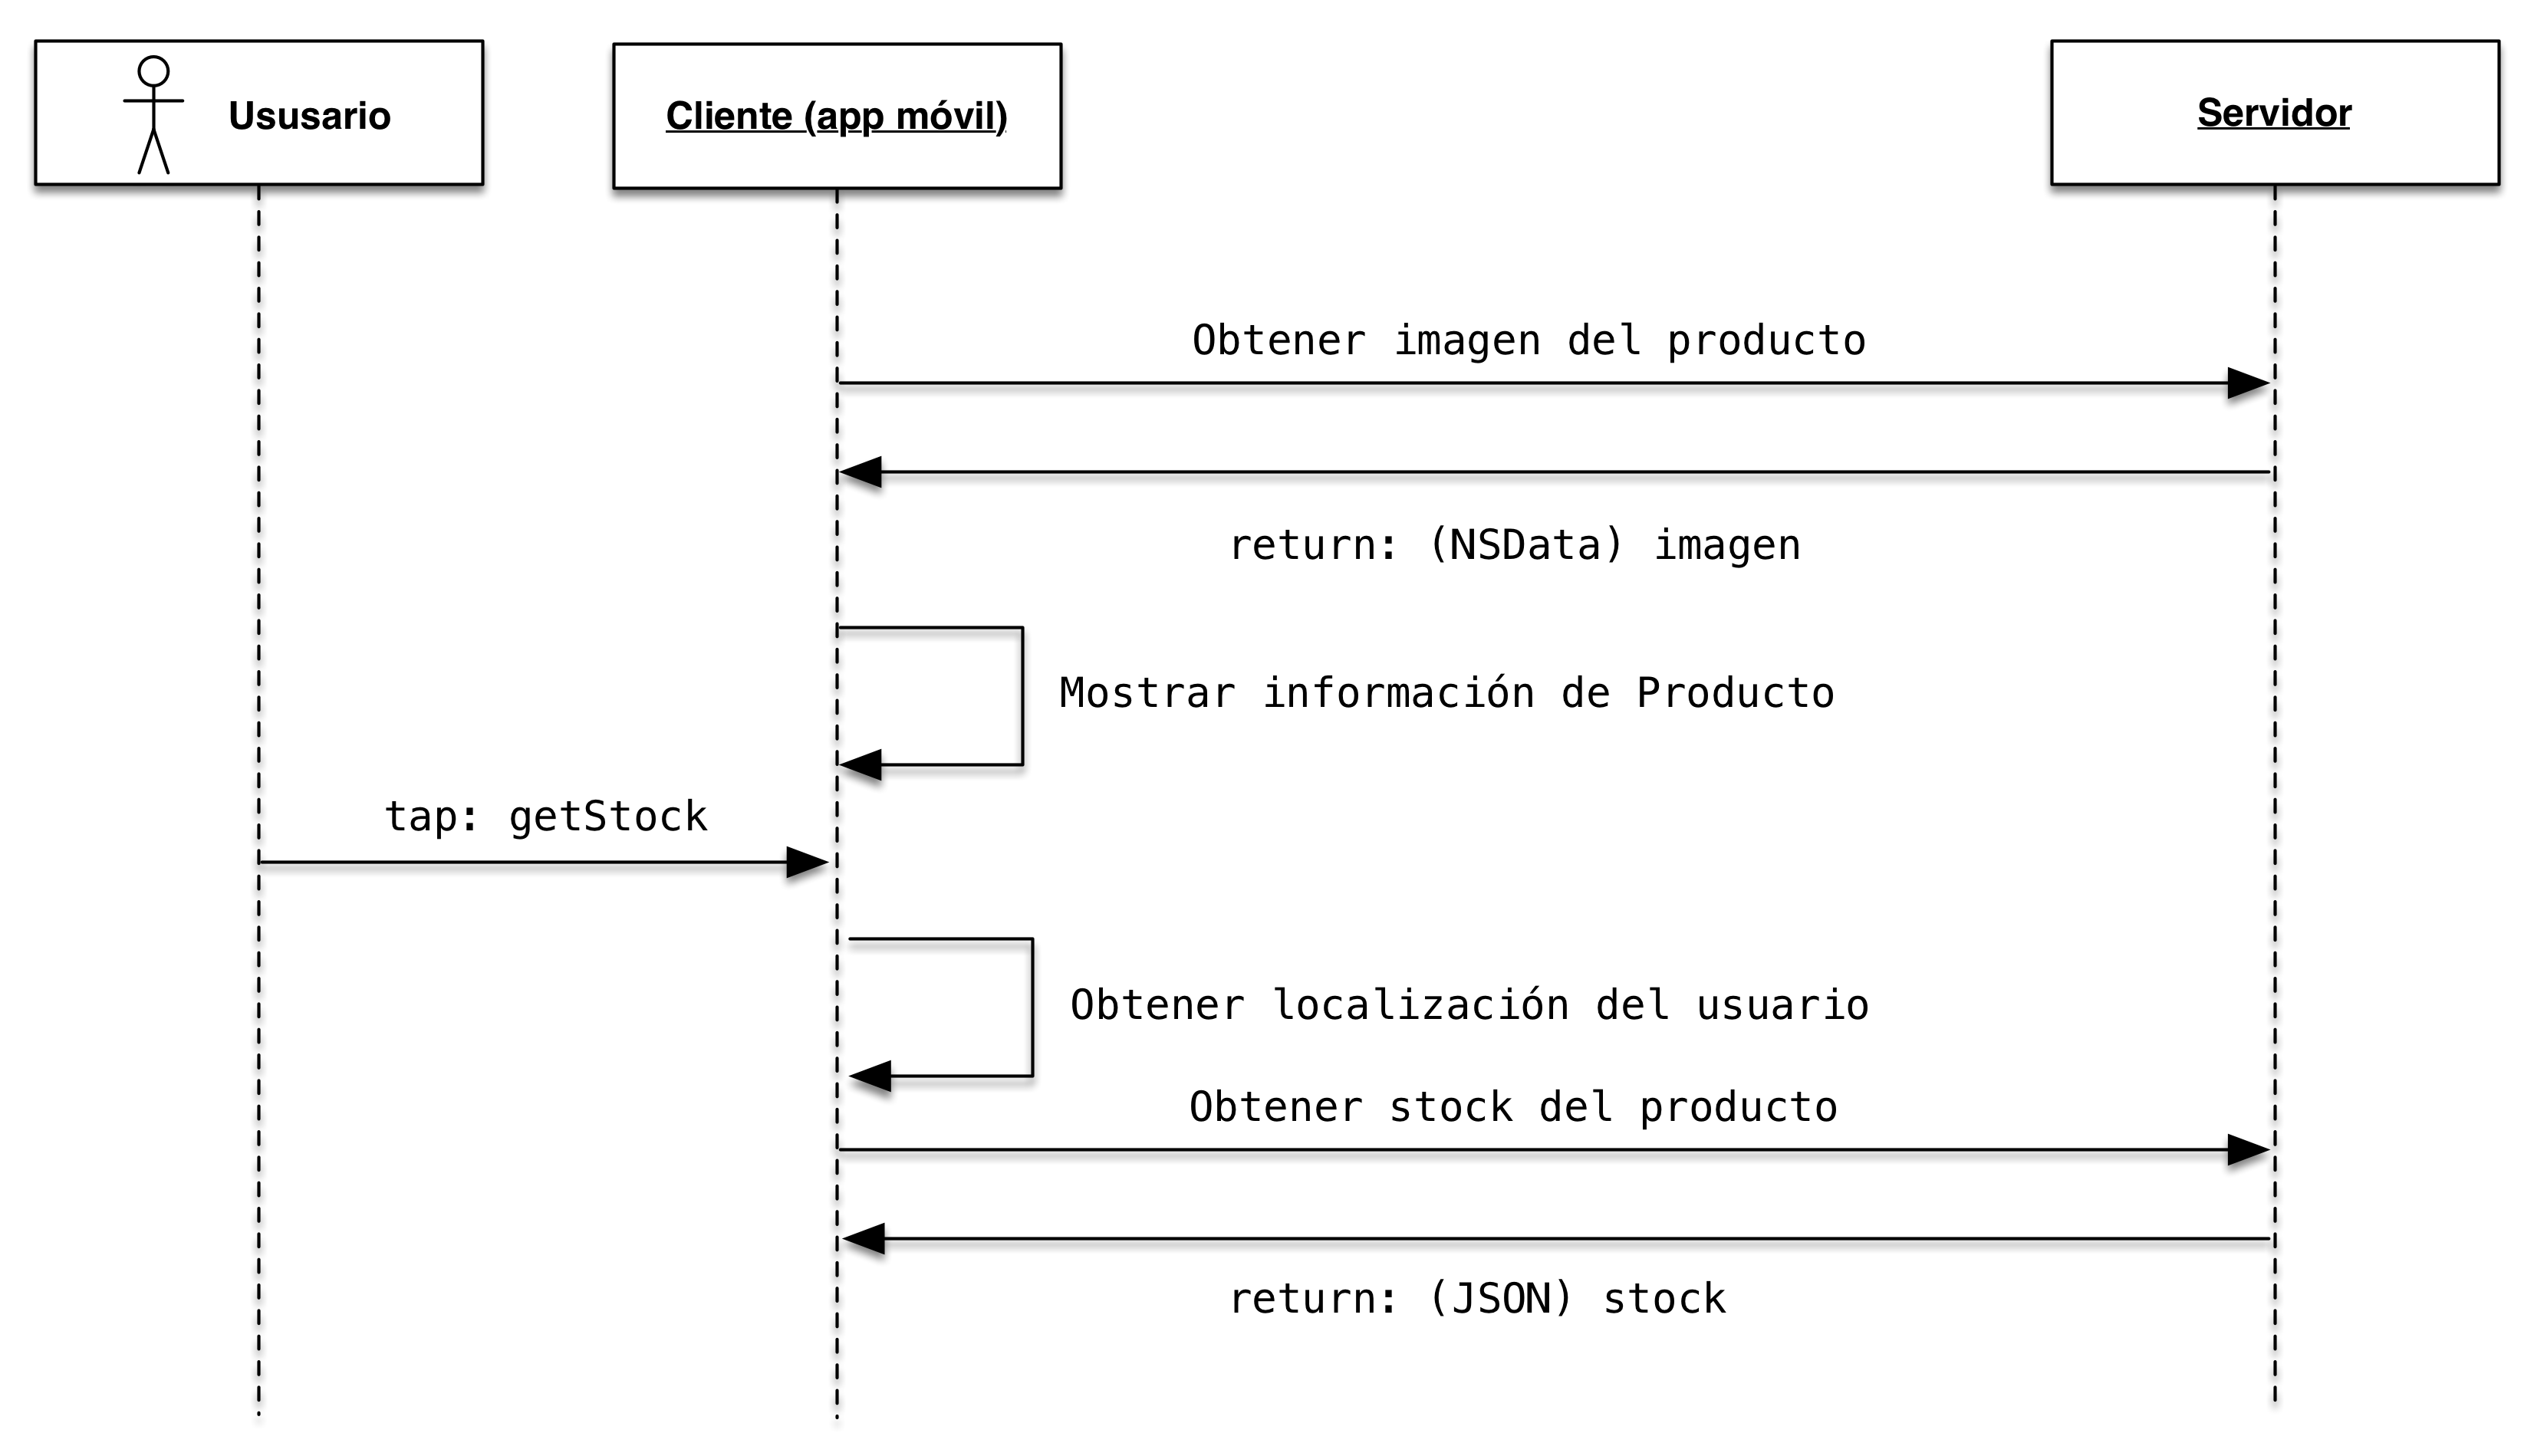 Ususario
Cliente (app móvil)
Servidor
Obtener imagen del producto
return: (NSData) imagen
Mostrar información de Producto
tap: getStock
Obtener localización del usuario
Obtener stock del producto
return: (JSON) stock